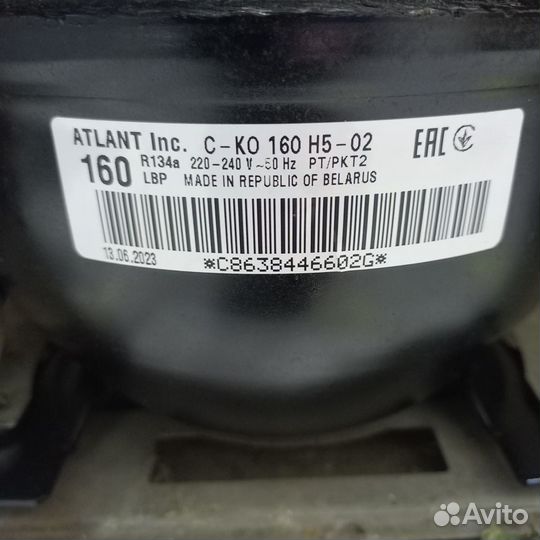 ATLANT Inc. C-KO 160 H5-02
160 R134a 220-240 V~50 Hz PT/PKT2
LBP MADE IN REPUBLIC OF BELARUS
EAC
13.06.2023
*C8638446602G*
Avito